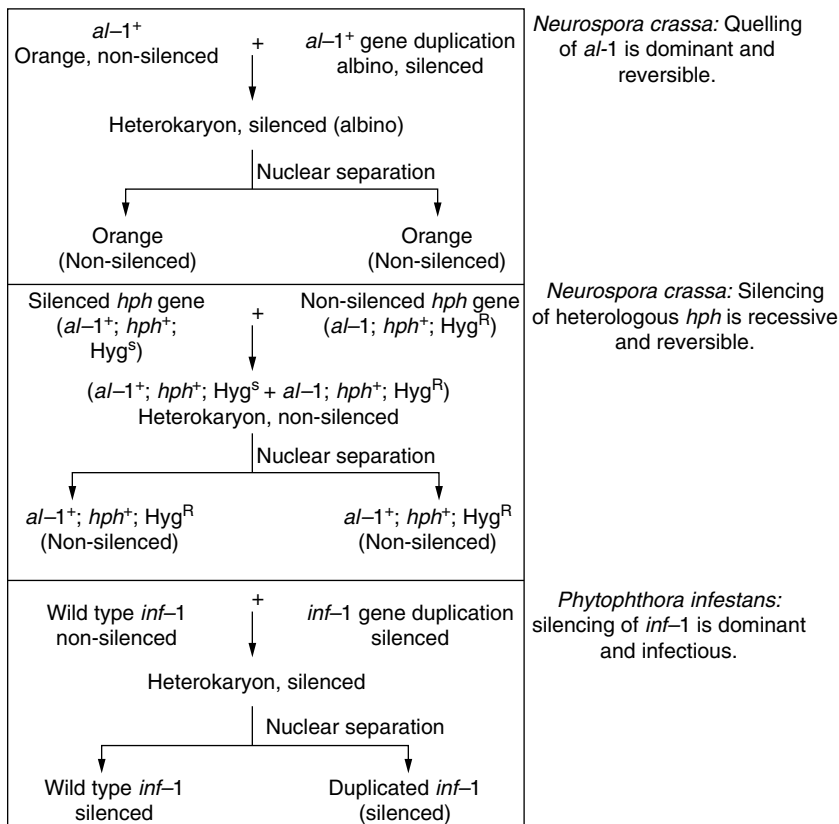 al–1+
Orange, non-silenced
+
al–1+ gene duplication
albino, silenced
Heterokaryon, silenced (albino)
Nuclear separation
Orange
(Non-silenced)
Orange
(Non-silenced)
Neurospora crassa: Quelling
of al-1 is dominant and
reversible.
Silenced hph gene
(al–1+; hph+;
Hygs)
+
Non-silenced hph gene
(al–1; hph+; HygR)
(al–1+; hph+; Hygs + al–1; hph+; HygR)
Heterokaryon, non-silenced
Nuclear separation
al–1+; hph+; HygR
(Non-silenced)
al–1+; hph+; HygR
(Non-silenced)
Neurospora crassa: Silencing
of heterologous hph is recessive
and reversible.
Wild type inf–1
non-silenced
+
inf–1 gene duplication
silenced
Heterokaryon, silenced
Nuclear separation
Wild type inf–1
silenced
Duplicated inf–1
(silenced)
Phytophthora infestans:
silencing of inf–1 is dominant
and infectious.